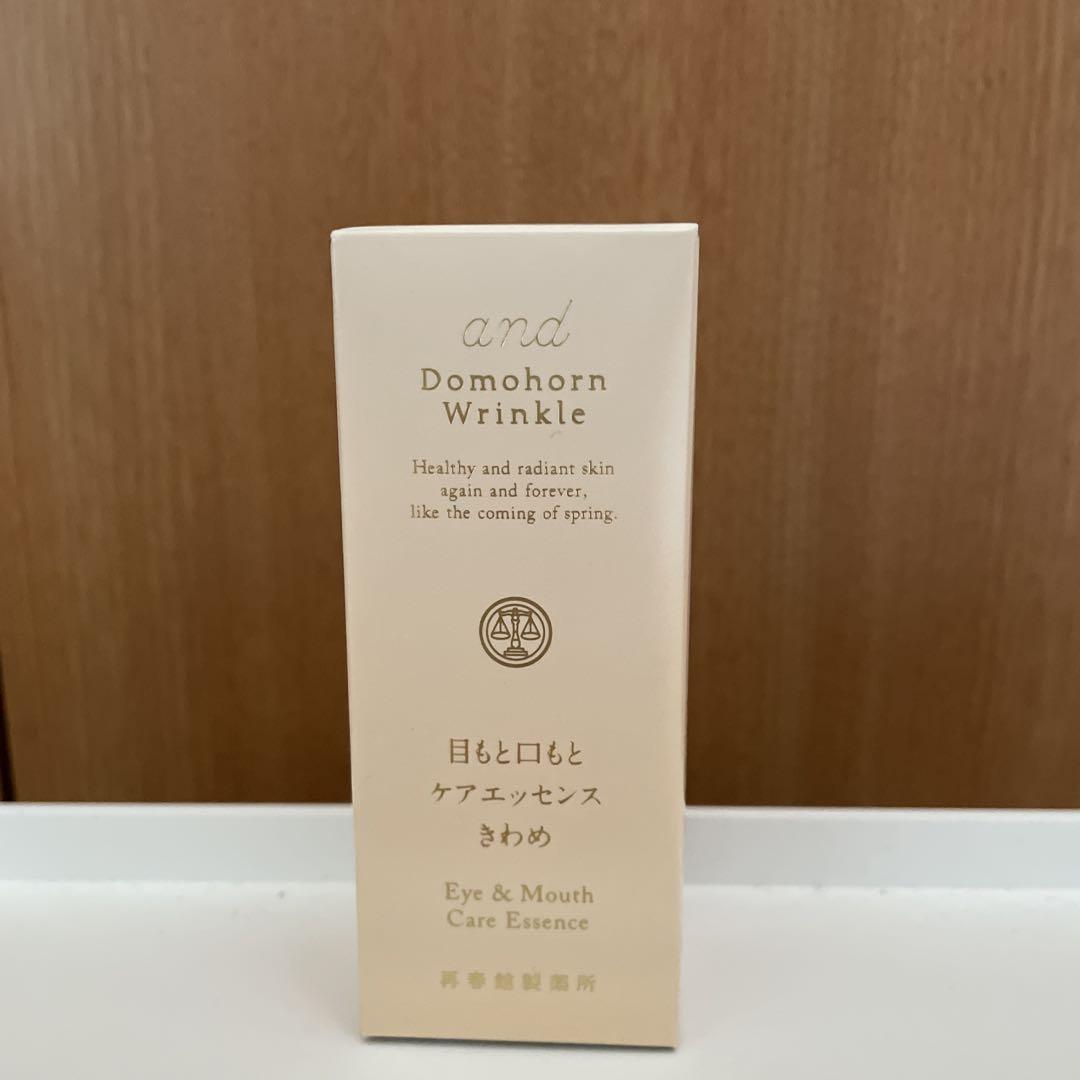 and
Domohorn
Wrinkle
Healthy and radiant skin
again and forever,
like the coming of spring.
目もと口もと
ケアエッセンス
きわめ
Eye & Mouth
Care Essence
再春館製薬所